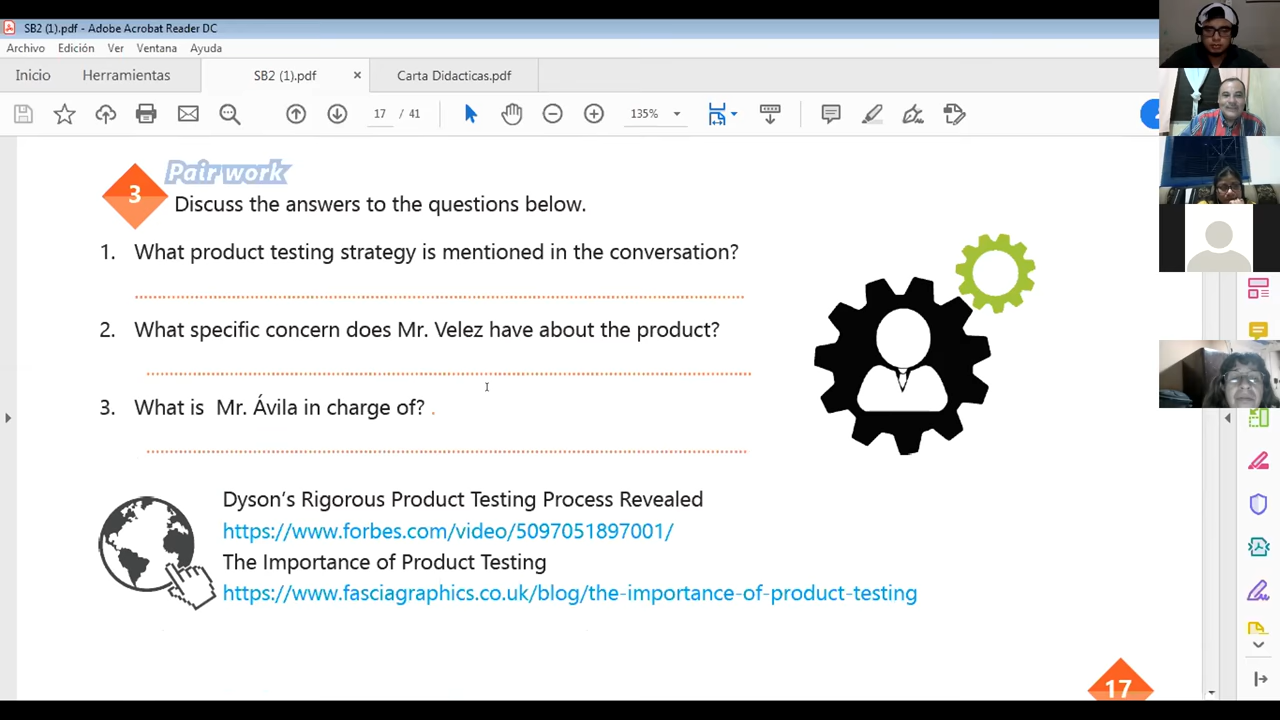 SB2 (1).pdf - Adobe Acrobat Reader DC
Archivo Edición Ver Ventana Ayuda
Inicio Herramientas SB2 (1).pdf × Carta Didacticas.pdf
17 / 41 135%
Pair work
3 Discuss the answers to the questions below.
1. What product testing strategy is mentioned in the conversation?
2. What specific concern does Mr. Velez have about the product?
3. What is Mr. Ávila in charge of? .
Dyson's Rigorous Product Testing Process Revealed
https://www.forbes.com/video/5097051897001/
The Importance of Product Testing
https://www.fasciagraphics.co.uk/blog/the-importance-of-product-testing
17